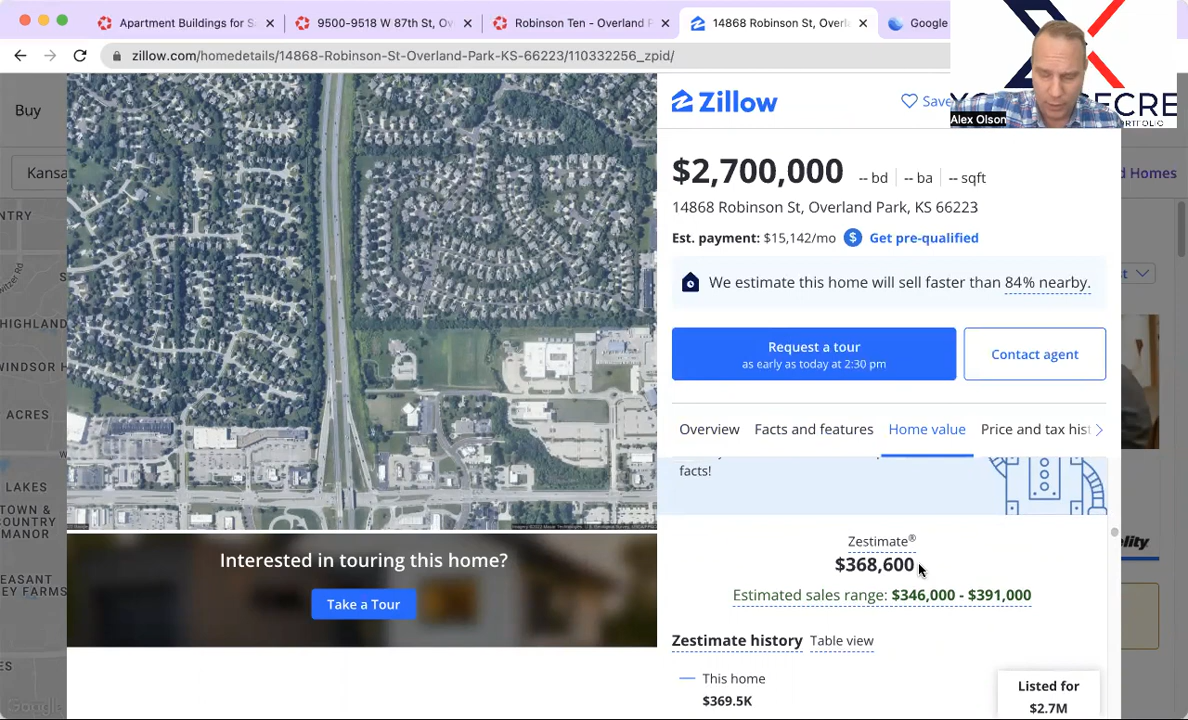 Apartment Buildings for Sa
9500-9518 W 87th St, Ov
Robinson Ten - Overland P
14868 Robinson St, Overl
Google
zillow.com/homedetails/14868-Robinson-St-Overland-Park-KS-66223/110332256_zpid/
Alex Olson
Buy
Zillow
Save
Kansa
d Homes
$2,700,000 -- bd -- ba -- sqft
14868 Robinson St, Overland Park, KS 66223
Est. payment: $15,142/mo $ Get pre-qualified
We estimate this home will sell faster than 84% nearby.
Request a tour
as early as today at 2:30 pm
Contact agent
Overview Facts and features Home value Price and tax hist
facts!
Zestimate®
$368,600
Estimated sales range: $346,000 - $391,000
Zestimate history Table view
This home
$369.5K
Listed for
$2.7M
Interested in touring this home?
Take a Tour
HIGHLAND
ACRES
LAKES
TOWN &
COUNTRY
MANOR
Google